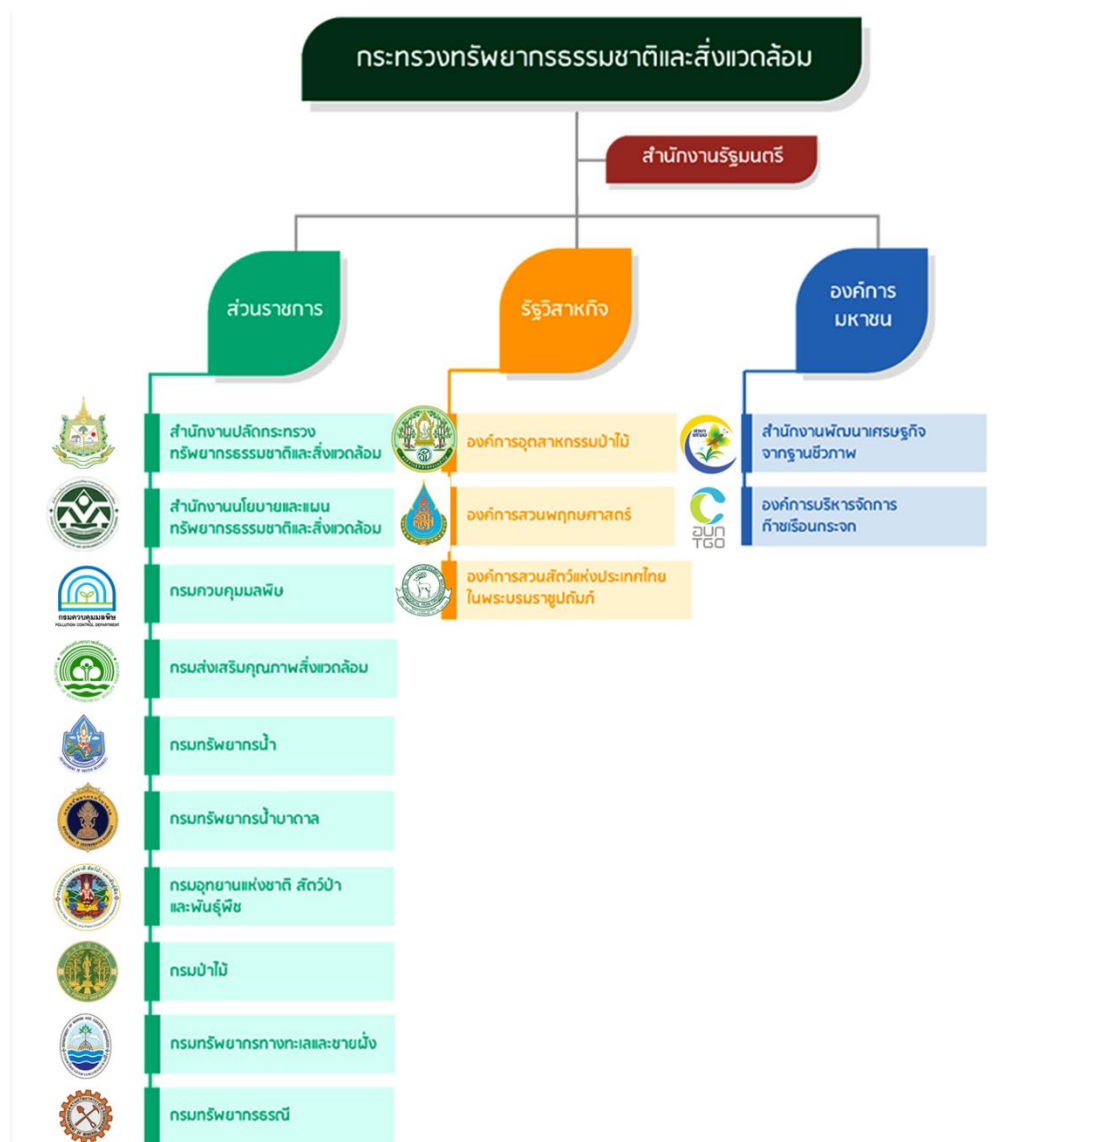 กระทรวงทรัพยากรธรรมชาติและสิ่งแวดล้อม
สำนักงานรัฐมนตรี
ส่วนราชการ
รัฐวิสาหกิจ
องค์การ
มหาชน
สำนักงานปลัดกระทรวง
ทรัพยากรธรรมชาติและสิ่งแวดล้อม
สำนักงานนโยบายและแผน
ทรัพยากรธรรมชาติและสิ่งแวดล้อม
กรมควบคุมมลพิษ
POLLUTION CONTROL DEPARTMENT
กรมควบคุมมลพิษ
กรมส่งเสริมคุณภาพสิ่งแวดล้อม
กรมทรัพยากรน้ำ
กรมทรัพยากรน้ำบาดาล
กรมอุทยานแห่งชาติ สัตว์ป่า
และพันธุ์พืช
กรมป่าไม้
กรมทรัพยากรทางทะเลและชายฝั่ง
กรมทรัพยากรธรณี
องค์การอุตสาหกรรมป่าไม้
องค์การสวนพฤกษศาสตร์
องค์การสวนสัตว์แห่งประเทศไทย
ในพระบรมราชูปถัมภ์
สำนักงานพัฒนาเศรษฐกิจ
จากฐานชีวภาพ
อบก
TGO
องค์การบริหารจัดการ
ก๊าซเรือนกระจก